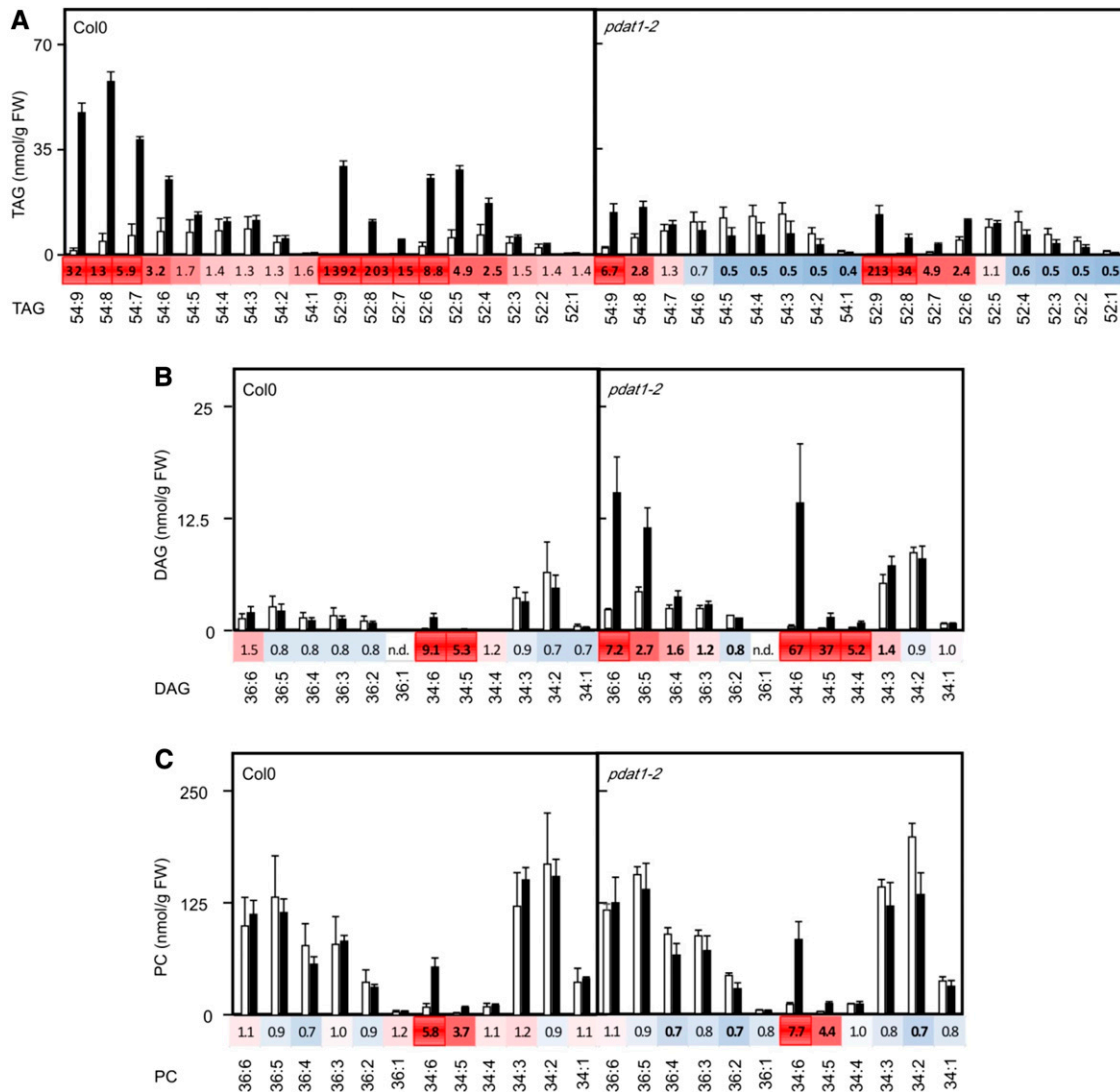 A
Col0
pdat1-2
70
35
0
TAG (nmol/g FW)
32 13 5.9 3.2 1.7 1.4 1.3 1.3 1.6 1392 203 15 8.8 4.9 2.5 1.5 1.4 1.4 6.7 2.8 1.3 0.7 0.5 0.5 0.5 0.5 0.4 213 34 4.9 2.4 1.1 0.6 0.5 0.5 0.5
TAG 54:9 54:8 54:7 54:6 54:5 54:4 54:3 54:2 54:1 52:9 52:8 52:7 52:6 52:5 52:4 52:3 52:2 52:1 54:9 54:8 54:7 54:6 54:5 54:4 54:3 54:2 54:1 52:9 52:8 52:7 52:6 52:5 52:4 52:3 52:2 52:1
B
Col0
pdat1-2
25
12.5
0
DAG (nmol/g FW)
1.5 0.8 0.8 0.8 0.8 n.d. 9.1 5.3 1.2 0.9 0.7 0.7 7.2 2.7 1.6 1.2 0.8 n.d. 67 37 5.2 1.4 0.9 1.0
DAG 36:6 36:5 36:4 36:3 36:2 36:1 34:6 34:5 34:4 34:3 34:2 34:1 36:6 36:5 36:4 36:3 36:2 36:1 34:6 34:5 34:4 34:3 34:2 34:1
C
Col0
pdat1-2
250
125
0
PC (nmol/g FW)
1.1 0.9 0.7 1.0 0.9 1.2 5.8 3.7 1.1 1.2 0.9 1.1 1.1 0.9 0.7 0.8 0.7 0.8 7.7 4.4 1.0 0.8 0.7 0.8
PC 36:6 36:5 36:4 36:3 36:2 36:1 34:6 34:5 34:4 34:3 34:2 34:1 36:6 36:5 36:4 36:3 36:2 36:1 34:6 34:5 34:4 34:3 34:2 34:1